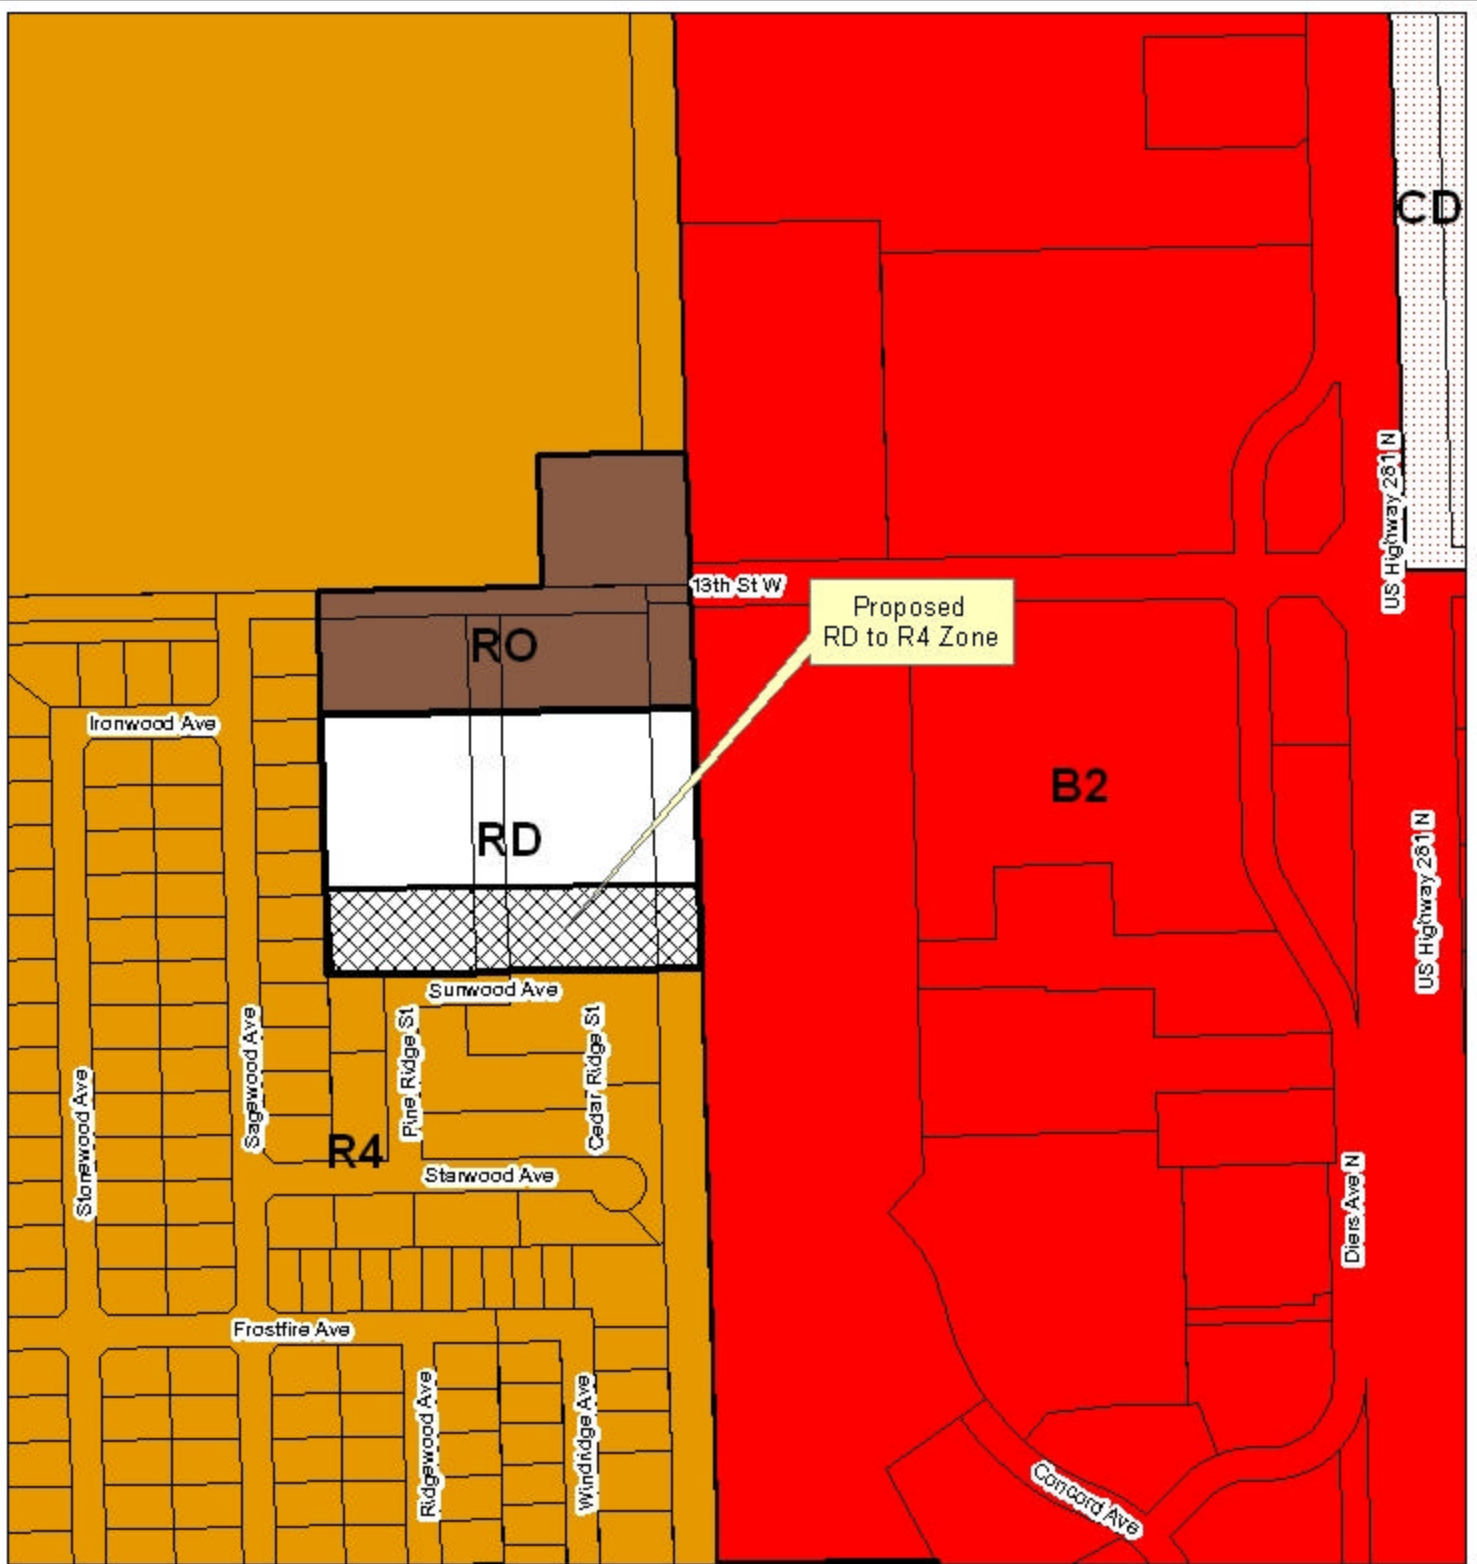 CD
US Highway 281 N
13th St W
Proposed
RD to R4 Zone
RO
Ironwood Ave
B2
RD
US Highway 281 N
Sunwood Ave
Sagewood Ave
Pine Ridge St
Cedar Ridge St
Stonewood Ave
R4
Starwood Ave
Diers Ave N
Frostfire Ave
Ridgewood Ave
Windridge Ave
Concord Ave